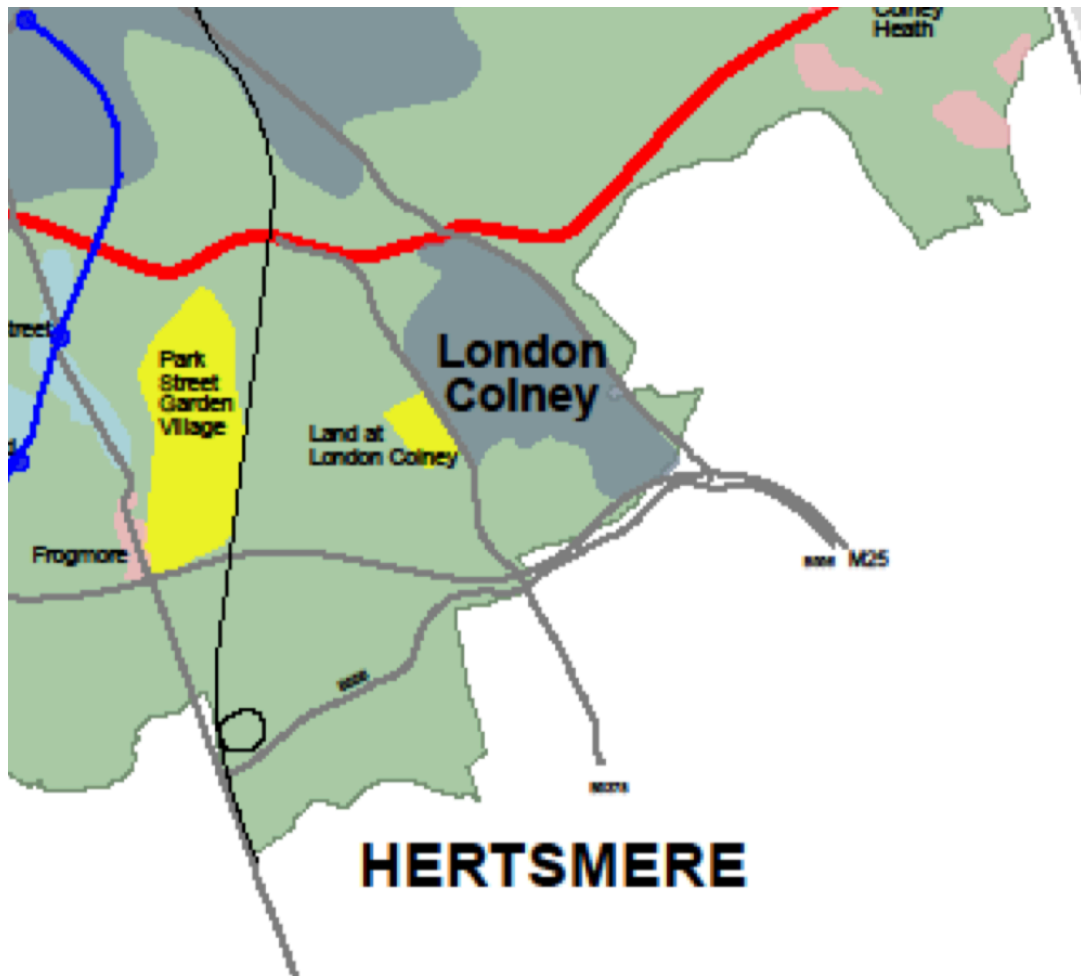 Colney
Heath
London
Colney
treet
Park
Street
Garden
Village
Land at
London Colney
Frogmore
M25
HERTSMERE